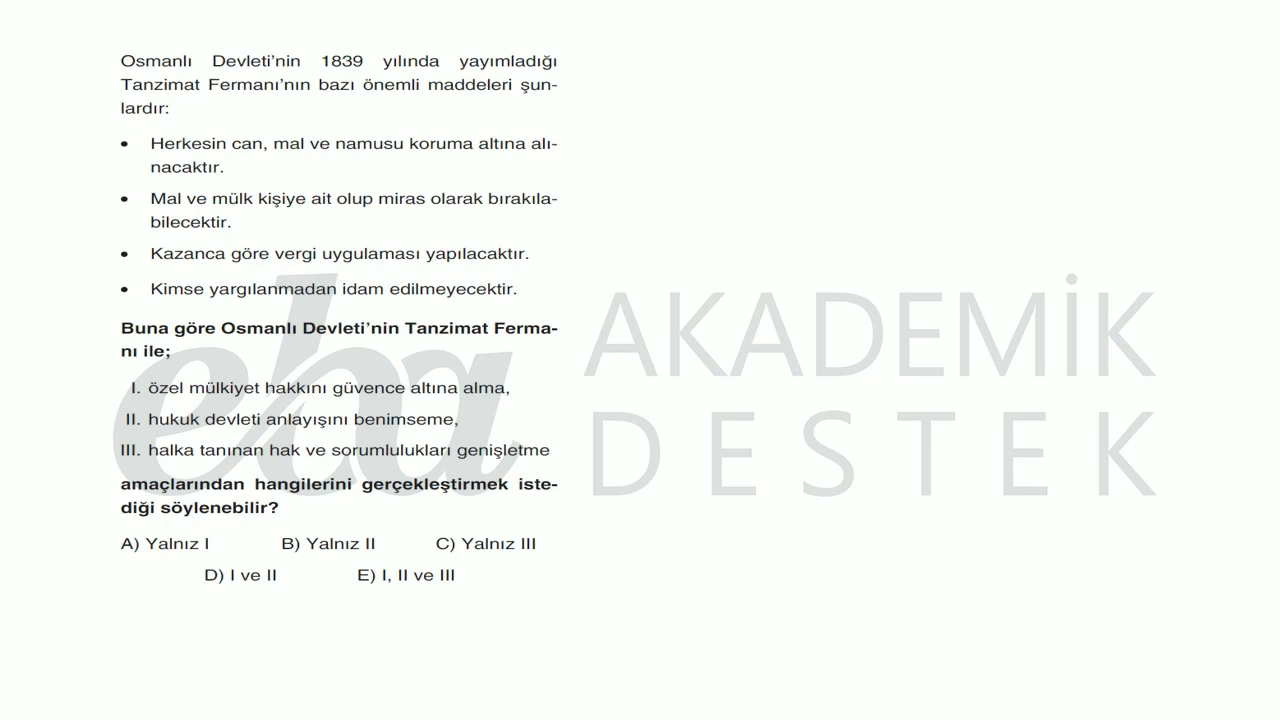 Osmanlı Devleti’nin 1839 yılında yayımladığı
Tanzimat Fermanı’nın bazı önemli maddeleri şun-
lardır:
• Herkesin can, mal ve namusu koruma altına alı-
nacaktır.
• Mal ve mülk kişiye ait olup miras olarak bırakıla-
bilecektir.
• Kazanca göre vergi uygulaması yapılacaktır.
• Kimse yargılanmadan idam edilmeyecektir.
Buna göre Osmanlı Devleti’nin Tanzimat Ferma-
nı ile;
I. özel mülkiyet hakkını güvence altına alma,
II. hukuk devleti anlayışını benimseme,
III. halka tanınan hak ve sorumlulukları genişletme
amaçlarından hangilerini gerçekleştirmek iste-
diği söylenebilir?
A) Yalnız I B) Yalnız II C) Yalnız III
D) I ve II E) I, II ve III
eba
AKADEMİK
DESTEK